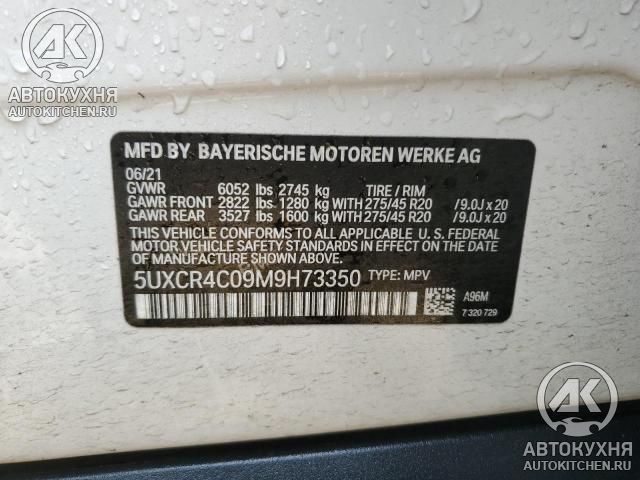 АК
АВТОКУХНЯ
AUTOKITCHEN.RU
MFD BY BAYERISCHE MOTOREN WERKE AG
06/21
GVWR 6052 lbs 2745 kg TIRE / RIM
GAWR FRONT 2822 lbs 1280 kg WITH 275/45 R20 / 9.0J x 20
GAWR REAR 3527 lbs 1600 kg WITH 275/45 R20 / 9.0J x 20
THIS VEHICLE CONFORMS TO ALL APPLICABLE U. S. FEDERAL
MOTOR VEHICLE SAFETY BUMPER, AND THEFT PREVENTION
STANDARDS IN EFFECT ON THE DATE OF MANUFACTURE SHOWN ABOVE.
5UXCR4C09M9H73350 TYPE: MPV
A96M
7 320 729
АК
АВТОКУХНЯ
AUTOKITCHEN.RU